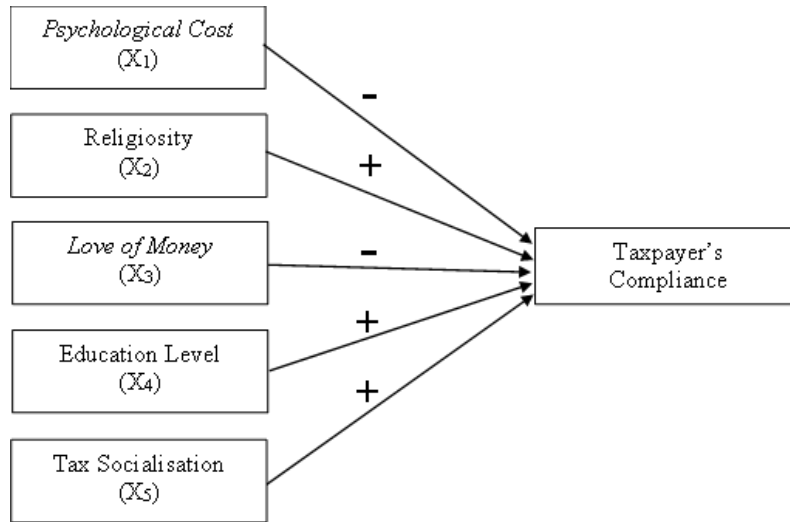 Psychological Cost
(X₁)
-
Religiosity
(X₂)
+
Love of Money
(X₃)
-
Taxpayer's
Compliance
Education Level
(X₄)
+
Tax Socialisation
(X₅)
+